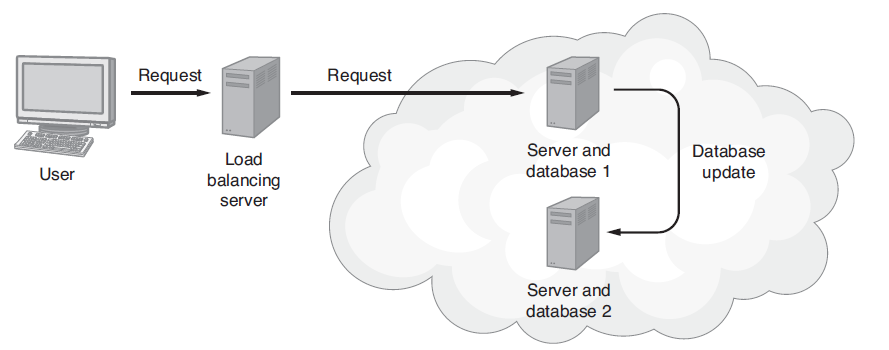 Request
Request
User
Load
balancing
server
Server and
database 1
Database
update
Server and
database 2